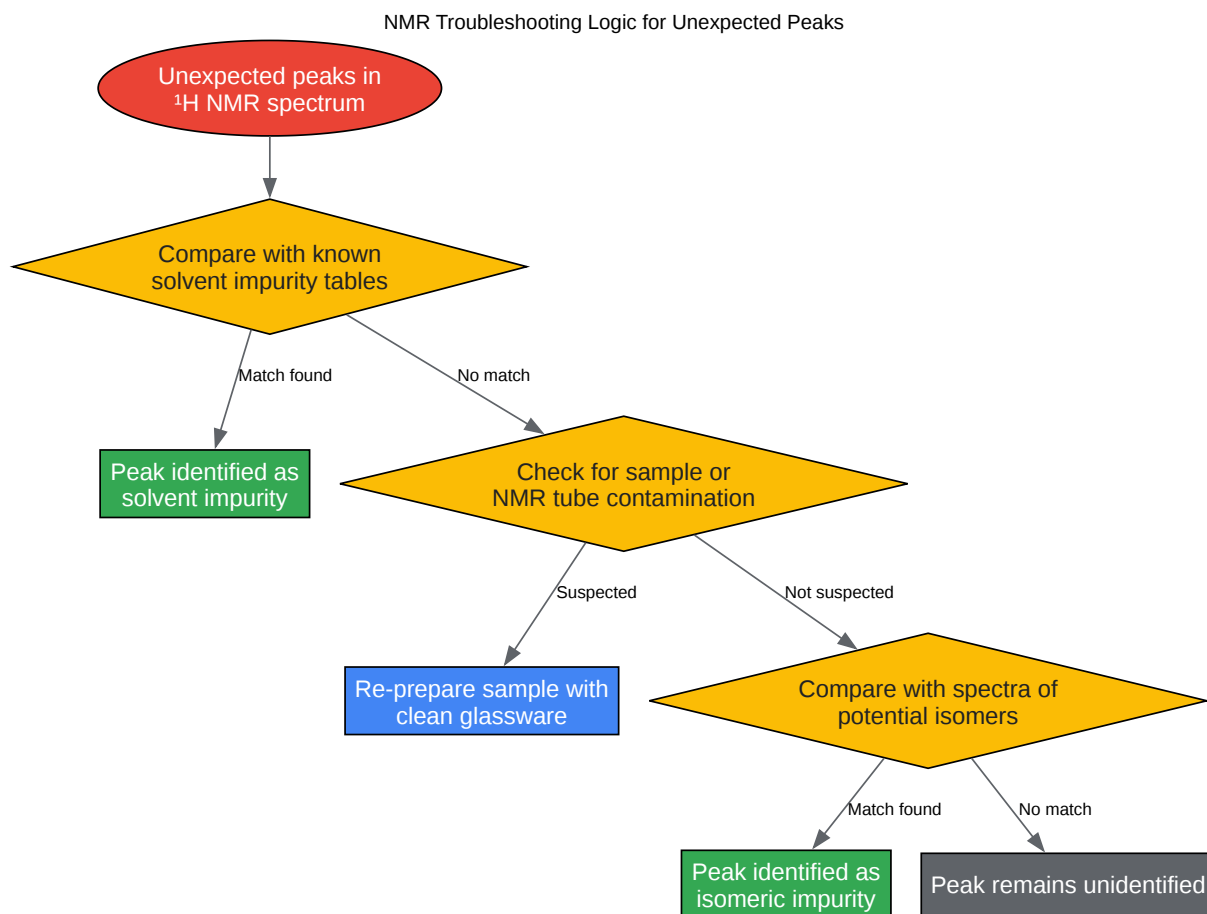 NMR Troubleshooting Logic for Unexpected Peaks
Unexpected peaks in
¹H NMR spectrum
Compare with known
solvent impurity tables
Match found
No match
Peak identified as
solvent impurity
Check for sample or
NMR tube contamination
Suspected
Not suspected
Re-prepare sample with
clean glassware
Compare with spectra of
potential isomers
Match found
No match
Peak identified as
isomeric impurity
Peak remains unidentified